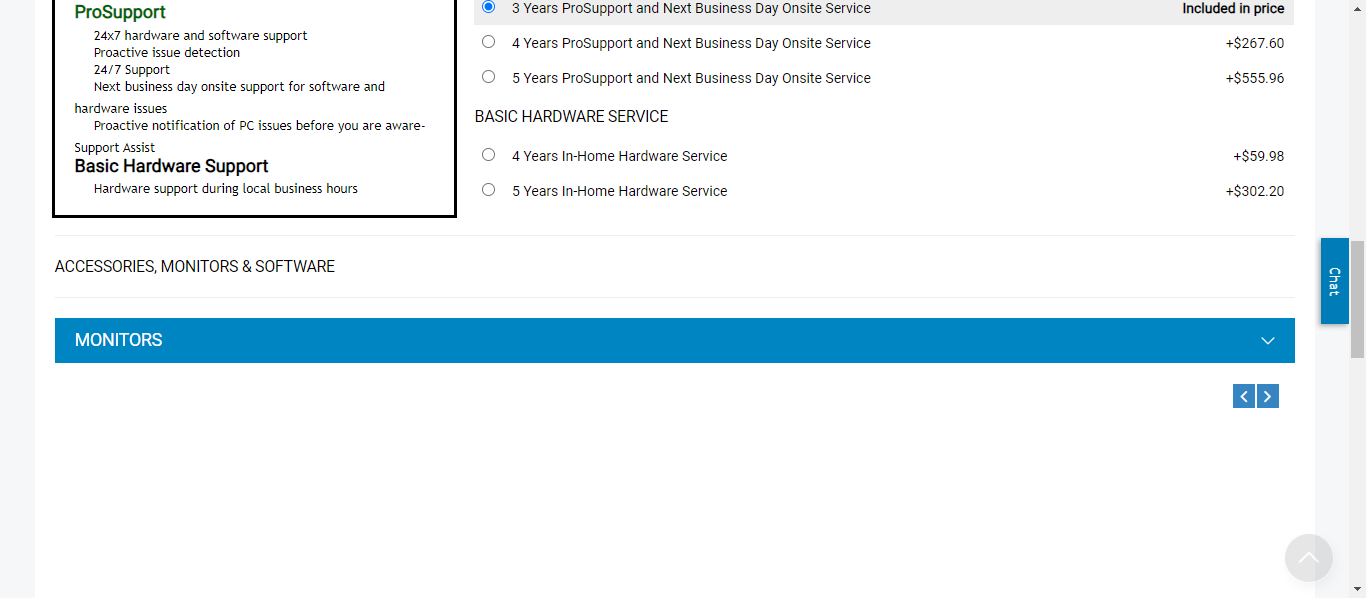 ProSupport
24x7 hardware and software support
Proactive issue detection
24/7 Support
Next business day onsite support for software and
hardware issues
Proactive notification of PC issues before you are aware-
Support Assist
Basic Hardware Support
Hardware support during local business hours
3 Years ProSupport and Next Business Day Onsite Service Included in price
4 Years ProSupport and Next Business Day Onsite Service +$267.60
5 Years ProSupport and Next Business Day Onsite Service +$555.96
BASIC HARDWARE SERVICE
4 Years In-Home Hardware Service +$59.98
5 Years In-Home Hardware Service +$302.20
ACCESSORIES, MONITORS & SOFTWARE
MONITORS
Chat